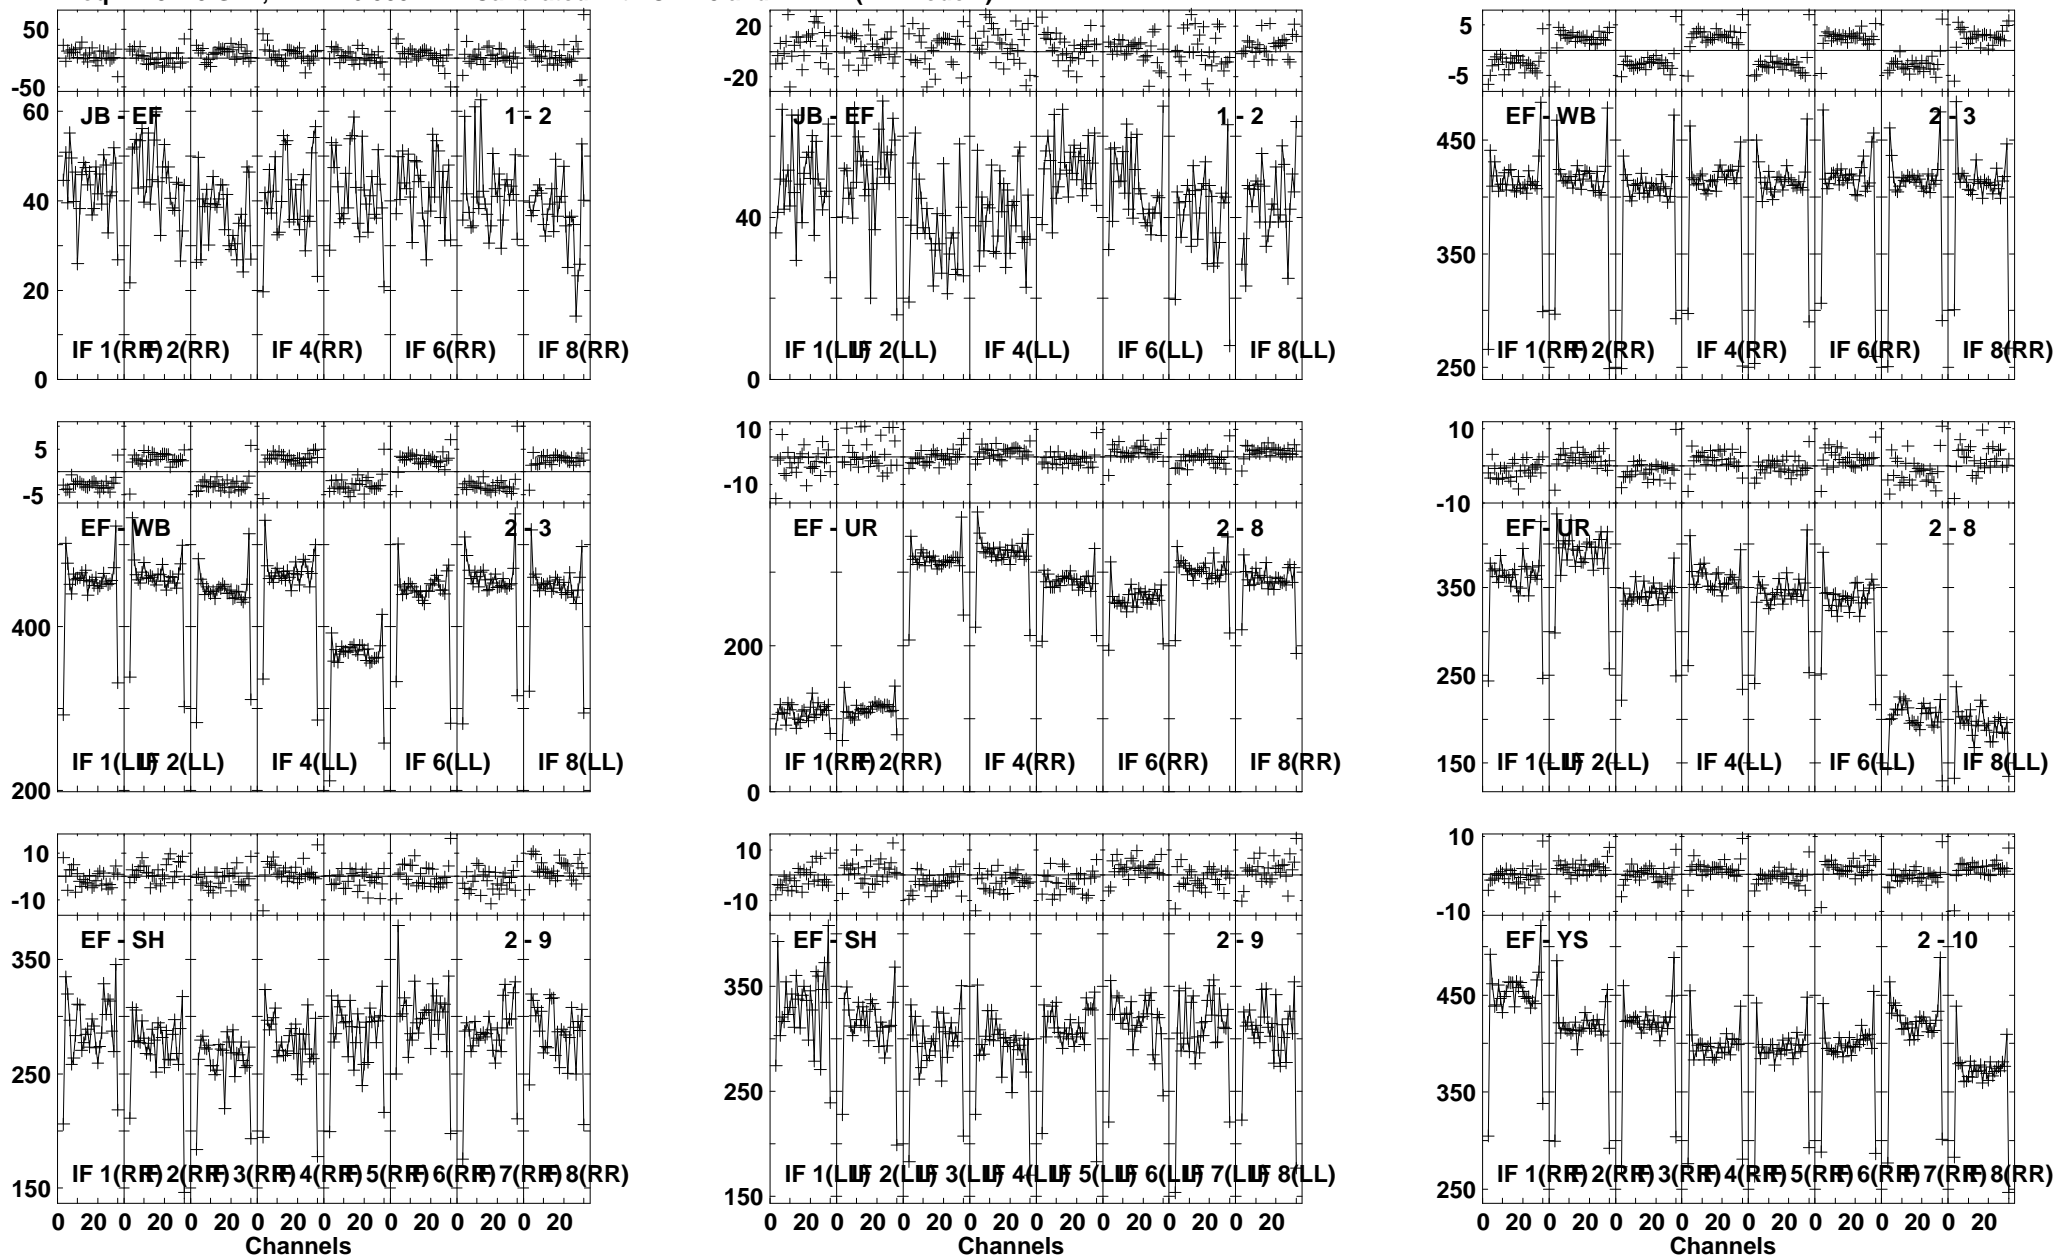 50
-50
JB - EF 1 - 2
60
40
20
0
IF 1(RR) IF 2(RR) IF 4(RR) IF 6(RR) IF 8(RR)
20
-20
JB - EF 1 - 2
40
0
IF 1(LL) IF 2(LL) IF 4(LL) IF 6(LL) IF 8(LL)
5
-5
EF - WB 2 - 3
450
350
250
IF 1(RR) IF 2(RR) IF 4(RR) IF 6(RR) IF 8(RR)
5
-5
EF - WB 2 - 3
400
200
IF 1(LL) IF 2(LL) IF 4(LL) IF 6(LL) IF 8(LL)
10
-10
EF - UR 2 - 8
200
0
IF 1(RR) IF 2(RR) IF 4(RR) IF 6(RR) IF 8(RR)
10
-10
EF - UR 2 - 8
350
250
150
IF 1(LL) IF 2(LL) IF 4(LL) IF 6(LL) IF 8(LL)
10
-10
EF - SH 2 - 9
350
250
150
IF 1(RR) IF 2(RR) IF 3(RR) IF 4(RR) IF 5(RR) IF 6(RR) IF 7(RR) IF 8(RR)
0 20 0 20 0 20 0 20 0 20 0 20 0 20 0 20
Channels
10
-10
EF - SH 2 - 9
350
250
150
IF 1(LL) IF 2(LL) IF 3(LL) IF 4(LL) IF 5(LL) IF 6(LL) IF 7(LL) IF 8(LL)
0 20 0 20 0 20 0 20 0 20 0 20 0 20 0 20
Channels
10
-10
EF - YS 2 - 10
450
350
250
IF 1(RR) IF 2(RR) IF 3(RR) IF 4(RR) IF 5(RR) IF 6(RR) IF 7(RR) IF 8(RR)
0 20 0 20 0 20 0 20 0 20 0 20 0 20 0 20
Channels